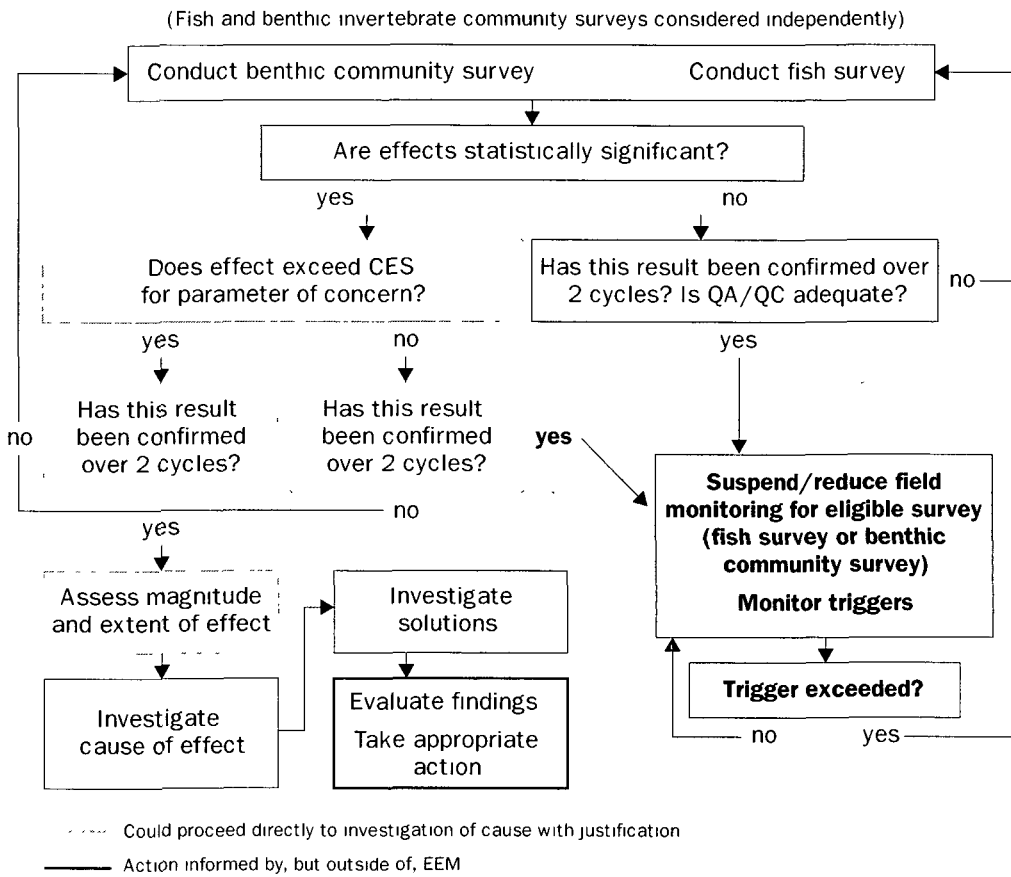 (Fish and benthic invertebrate community surveys considered independently)
Conduct benthic community survey
Conduct fish survey
Are effects statistically significant?
yes
no
Does effect exceed CES
for parameter of concern?
Has this result been confirmed over
2 cycles? Is QA/QC adequate?
no
yes
no
yes
Has this result
been confirmed
over 2 cycles?
Has this result
been confirmed
over 2 cycles?
no
yes
no
yes
Suspend/reduce field
monitoring for eligible survey
(fish survey or benthic
community survey)
Monitor triggers
Assess magnitude
and extent of effect
Investigate
solutions
Trigger exceeded?
no
yes
Investigate
cause of effect
Evaluate findings
Take appropriate
action
Could proceed directly to investigation of cause with justification
Action informed by, but outside of, EEM